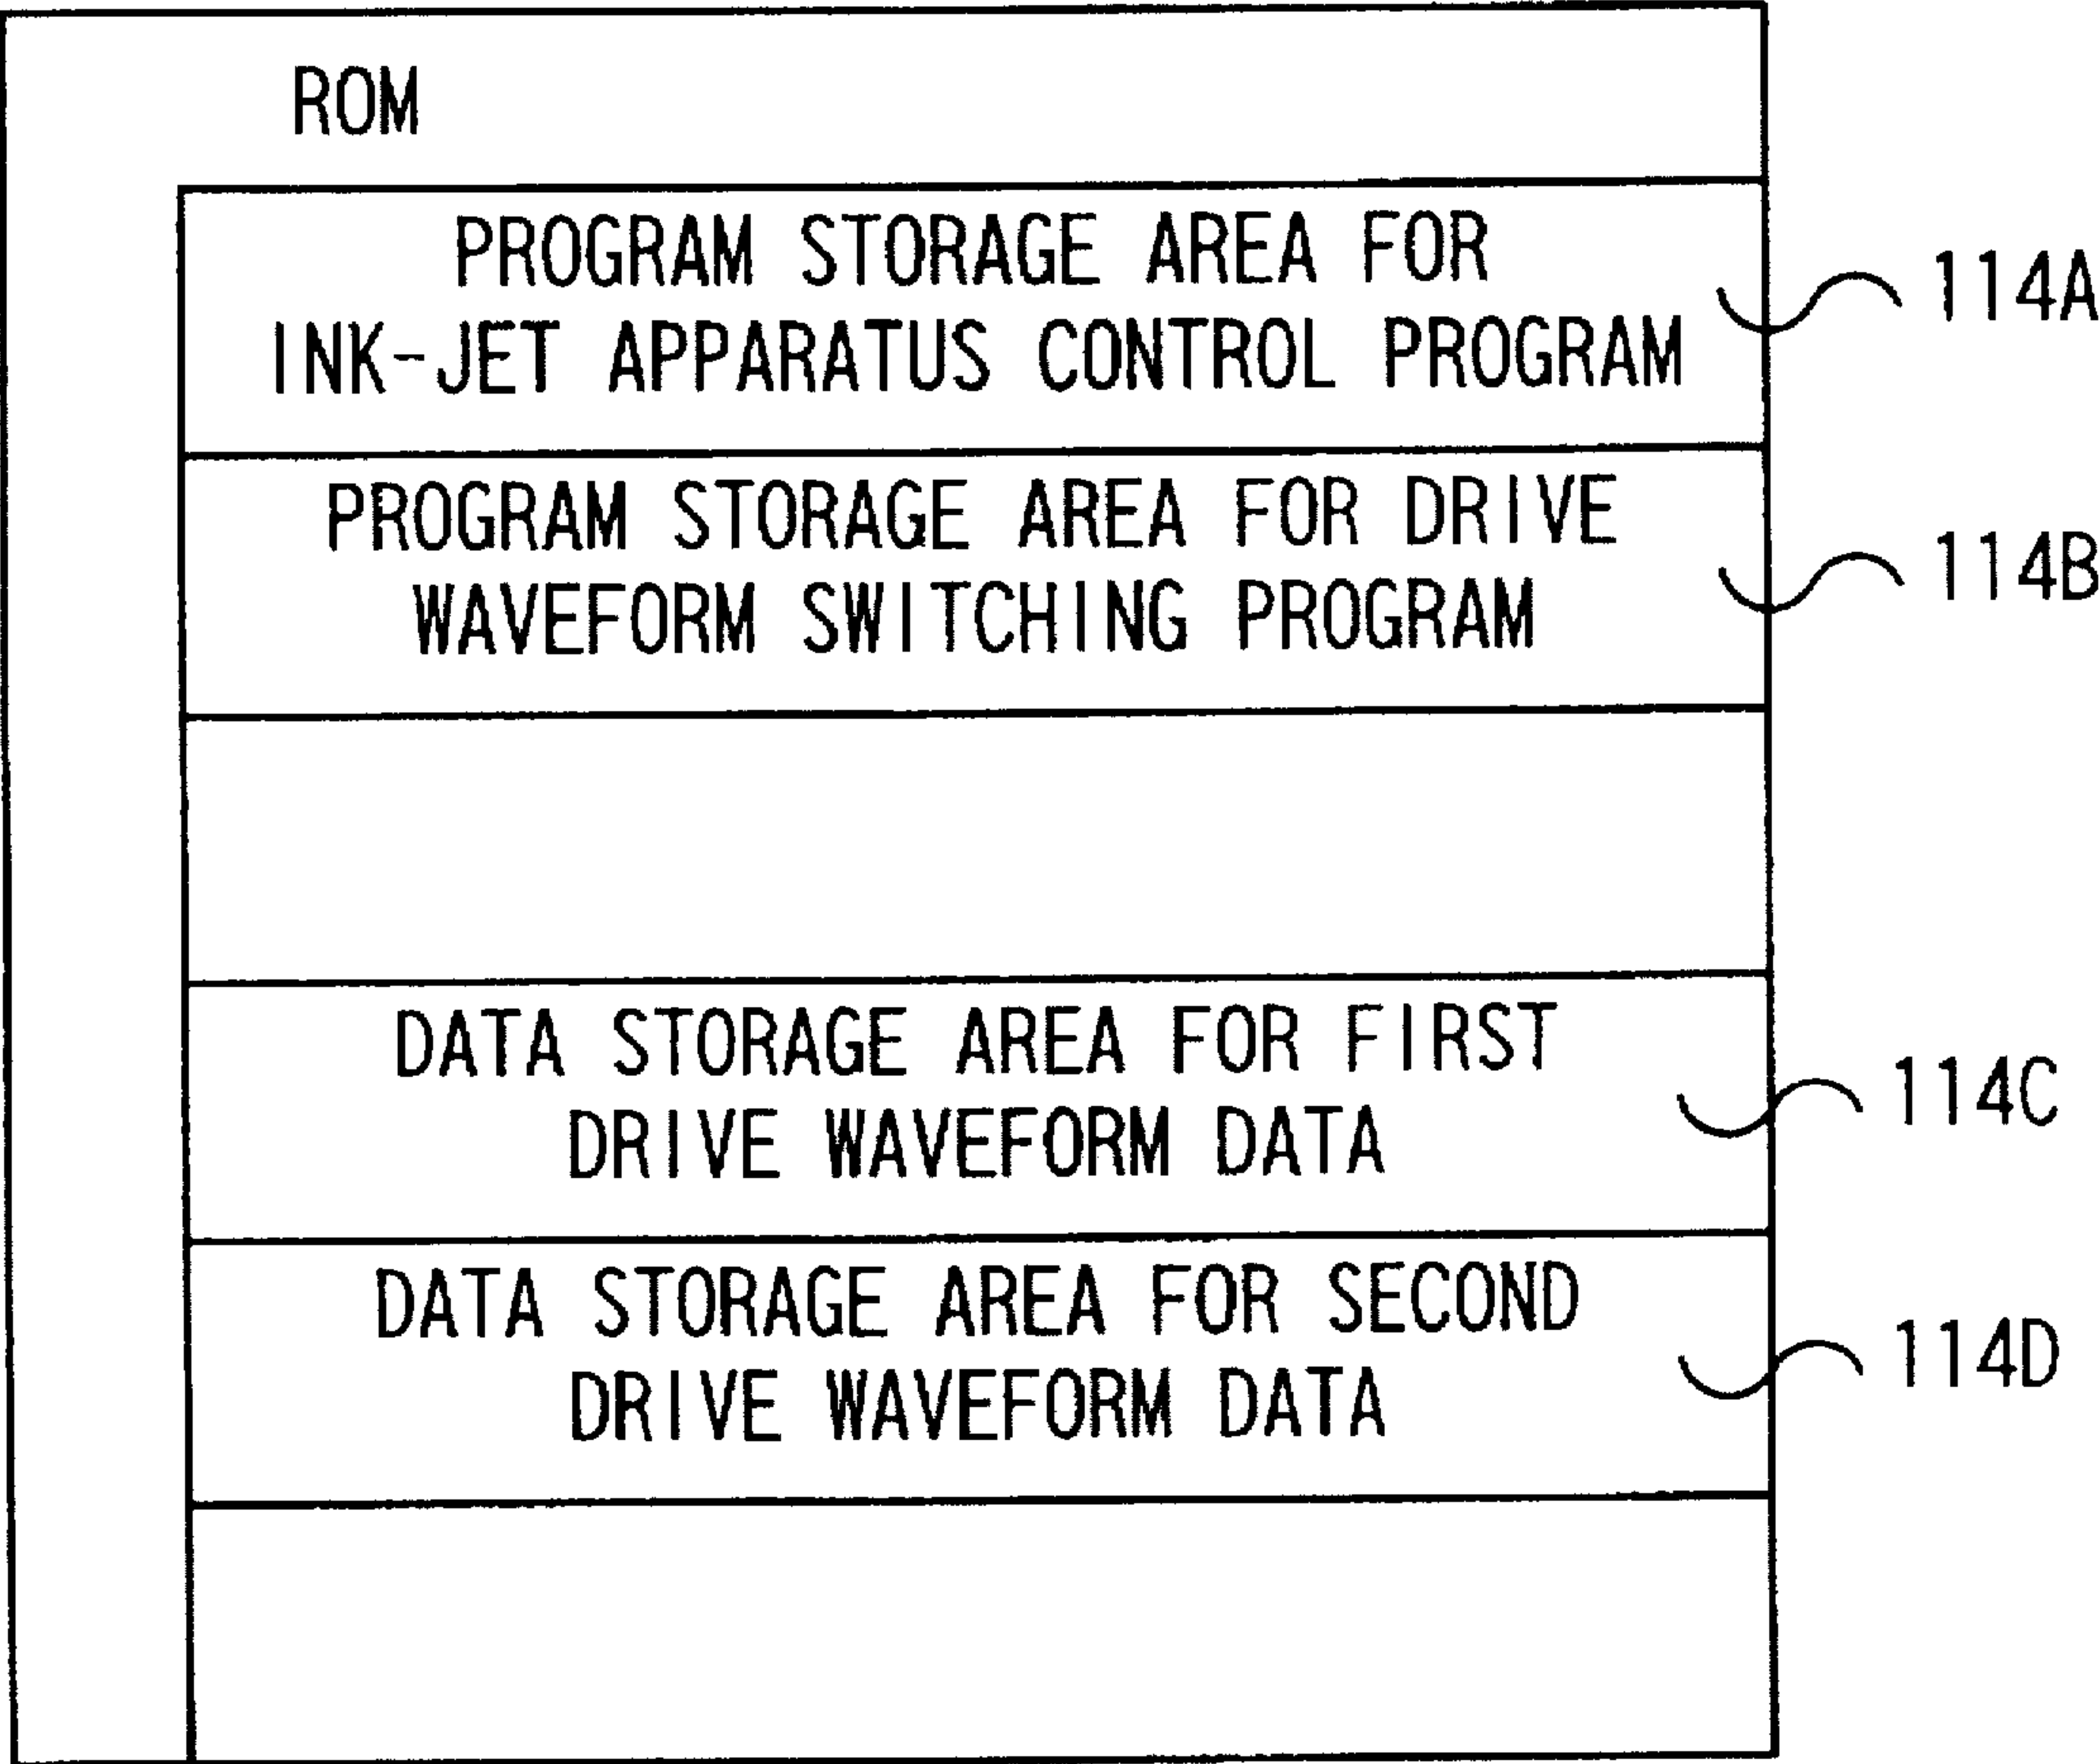 ROM
PROGRAM STORAGE AREA FOR
INK-JET APPARATUS CONTROL PROGRAM
114A
PROGRAM STORAGE AREA FOR DRIVE
WAVEFORM SWITCHING PROGRAM
114B
DATA STORAGE AREA FOR FIRST
DRIVE WAVEFORM DATA
114C
DATA STORAGE AREA FOR SECOND
DRIVE WAVEFORM DATA
114D